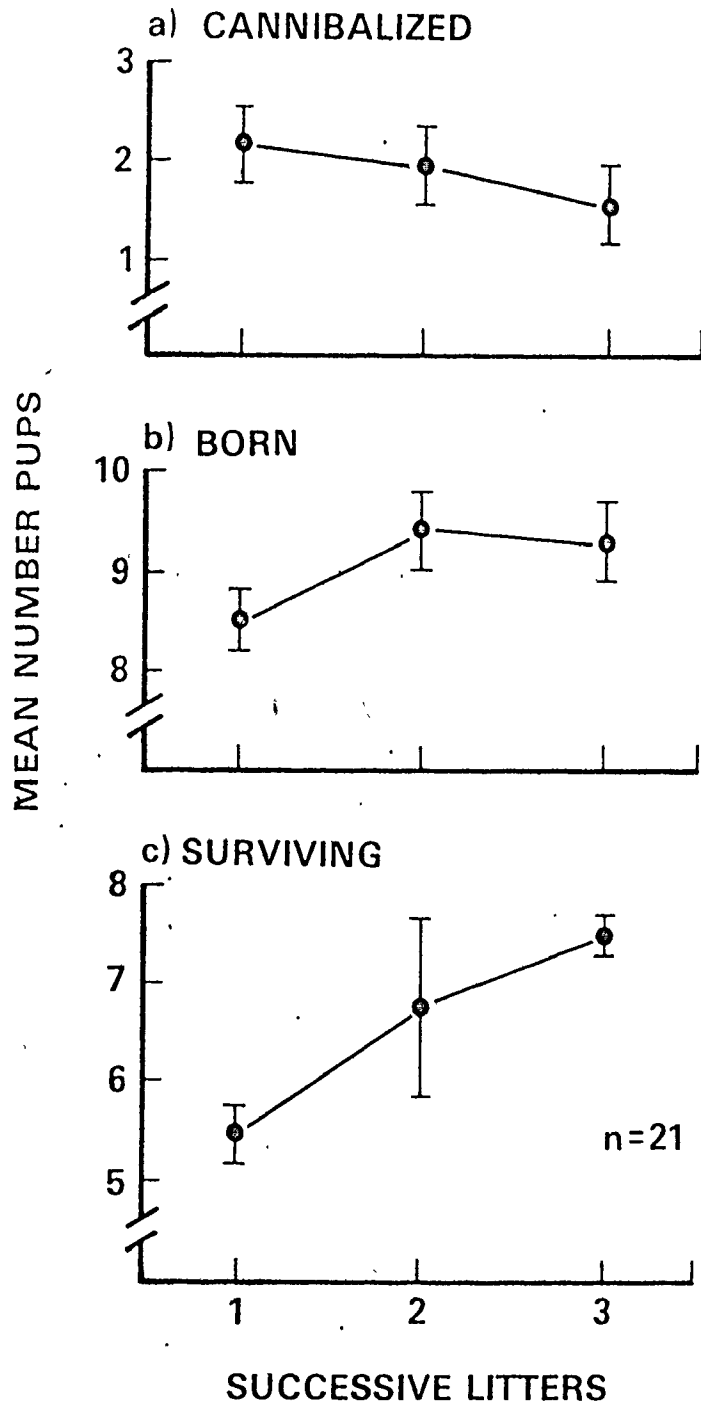 a) CANNIBALIZED
3
2
1
MEAN NUMBER PUPS
b) BORN
10
9
8
c) SURVIVING
8
7
6
5
n=21
1 2 3
SUCCESSIVE LITTERS